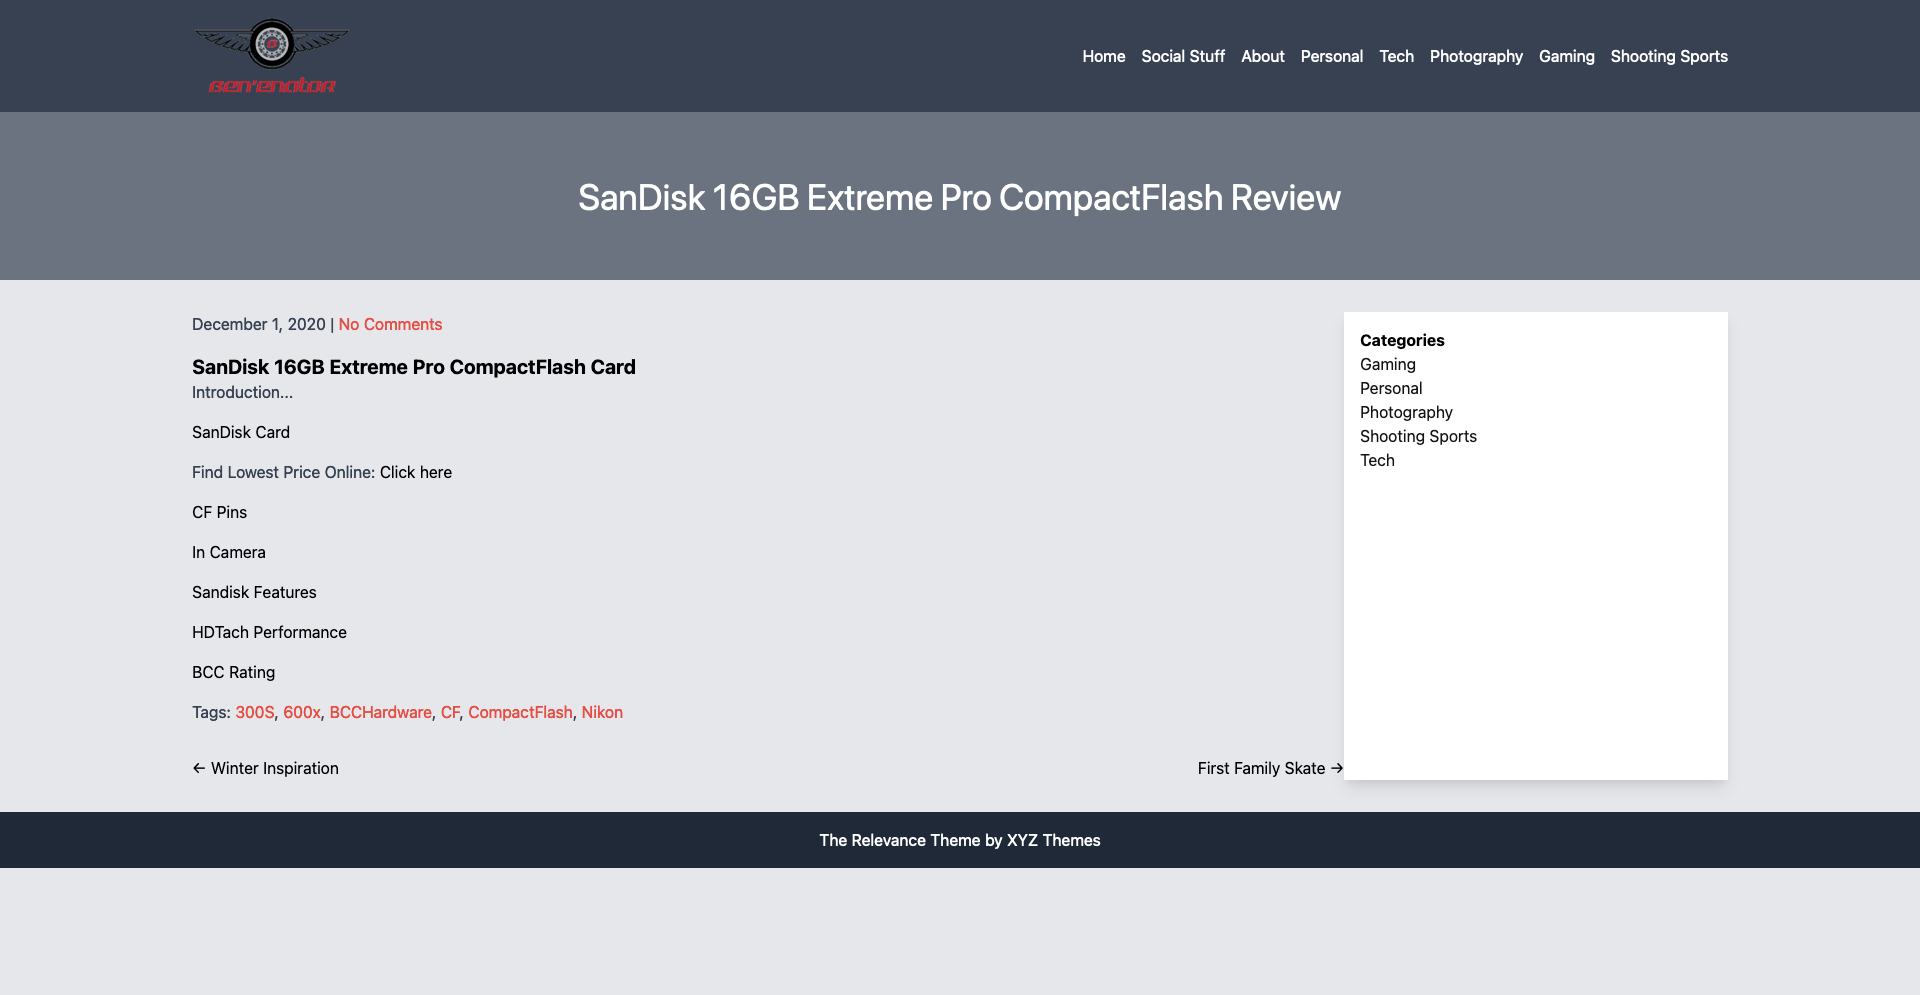 Ben'enator
Home Social Stuff About Personal Tech Photography Gaming Shooting Sports
SanDisk 16GB Extreme Pro CompactFlash Review
December 1, 2020 | No Comments
SanDisk 16GB Extreme Pro CompactFlash Card
Introduction...
SanDisk Card
Find Lowest Price Online: Click here
CF Pins
In Camera
Sandisk Features
HDTach Performance
BCC Rating
Tags: 300S, 600x, BCCHardware, CF, CompactFlash, Nikon
← Winter Inspiration
First Family Skate →
Categories
Gaming
Personal
Photography
Shooting Sports
Tech
The Relevance Theme by XYZ Themes